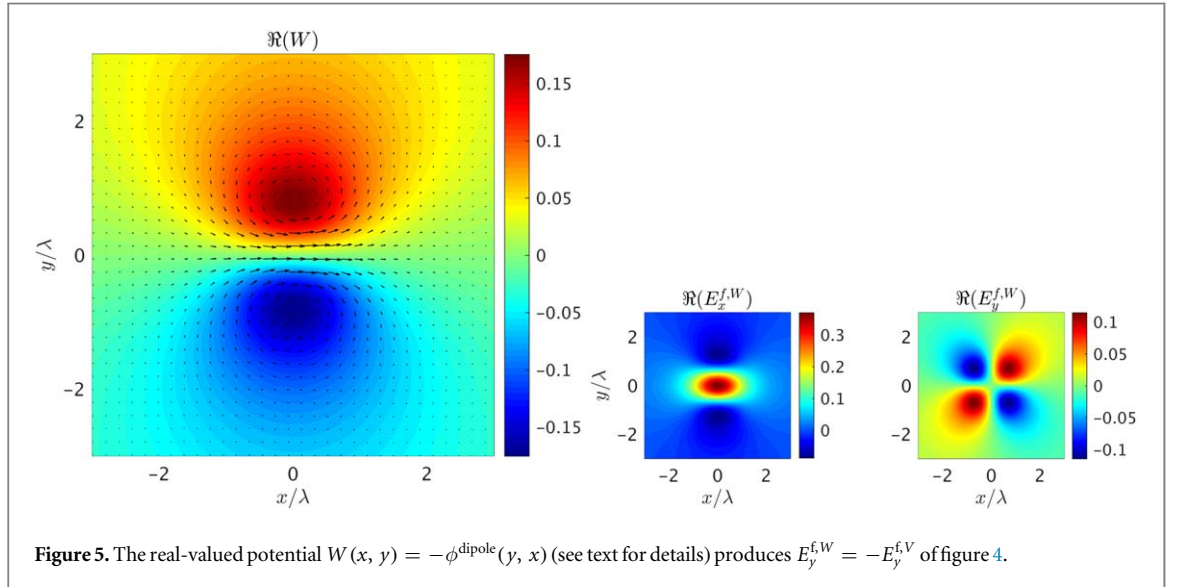 ℜ(W)
0.15
0.1
0.05
0
−0.05
−0.1
−0.15
2
0
−2
y/λ
−2 0 2
x/λ
ℜ(E_x^{f,W})
2
0
−2
y/λ
−2 0 2
x/λ
0.3
0.2
0.1
0
ℜ(E_y^{f,W})
2
0
−2
−2 0 2
x/λ
0.1
0.05
0
−0.05
−0.1
Figure 5. The real-valued potential W(x, y) = −ϕ^{dipole}(y, x) (see text for details) produces E_y^{f,W} = −E_y^{f,V} of figure 4.